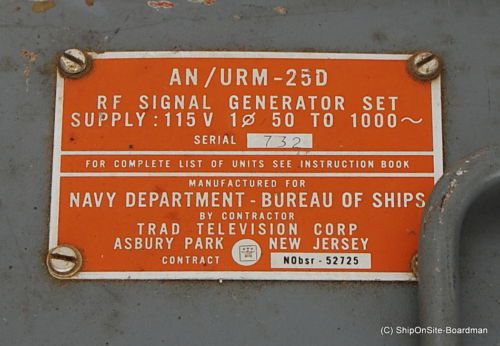 AN/URM-25D
RF SIGNAL GENERATOR SET
SUPPLY: 115V 1ø 50 TO 1000~
SERIAL 732
FOR COMPLETE LIST OF UNITS SEE INSTRUCTION BOOK
MANUFACTURED FOR
NAVY DEPARTMENT - BUREAU OF SHIPS
BY CONTRACTOR
TRAD TELEVISION CORP
ASBURY PARK NEW JERSEY
CONTRACT NObsr - 52725
(C) ShipOnSite-Boardman